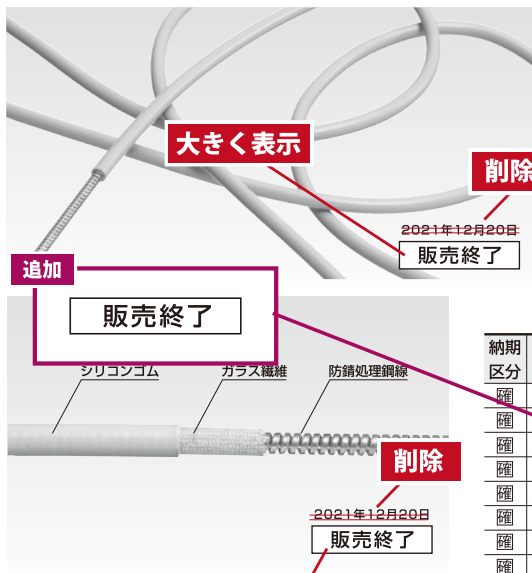 大きく表示
削除
2021年12月20日
販売終了
追加
販売終了
シリコンゴム
ガラス繊維
防錆処理鋼線
納期
区分
確
確
確
確
確
確
確
確
削除
2021年12月20日
販売終了